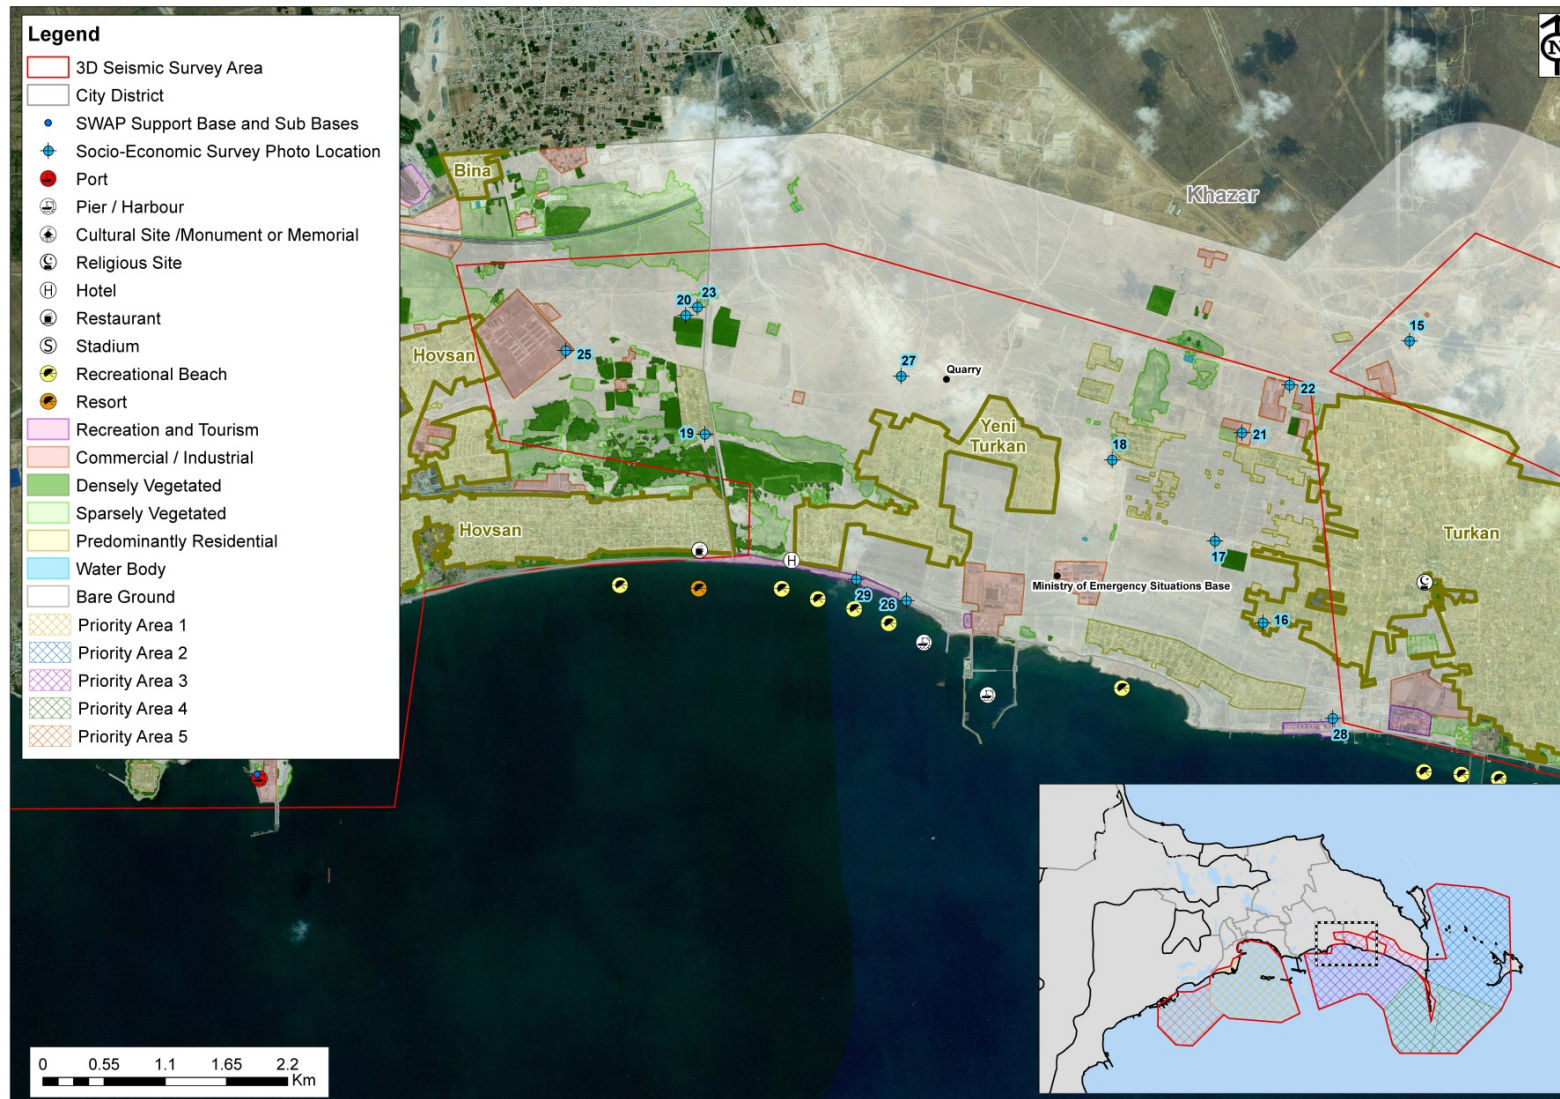 Legend
3D Seismic Survey Area
City District
SWAP Support Base and Sub Bases
Socio-Economic Survey Photo Location
Port
Pier / Harbour
Cultural Site /Monument or Memorial
Religious Site
Hotel
Restaurant
Stadium
Recreational Beach
Resort
Recreation and Tourism
Commercial / Industrial
Densely Vegetated
Sparsely Vegetated
Predominantly Residential
Water Body
Bare Ground
Priority Area 1
Priority Area 2
Priority Area 3
Priority Area 4
Priority Area 5
N
Bina
Khazar
20
23
15
25
Hovsan
27
Quarry
22
19
Yeni
Turkan
18
21
Hovsan
Turkan
17
H
29
26
Ministry of Emergency Situations Base
16
28
0 0.55 1.1 1.65 2.2
Km